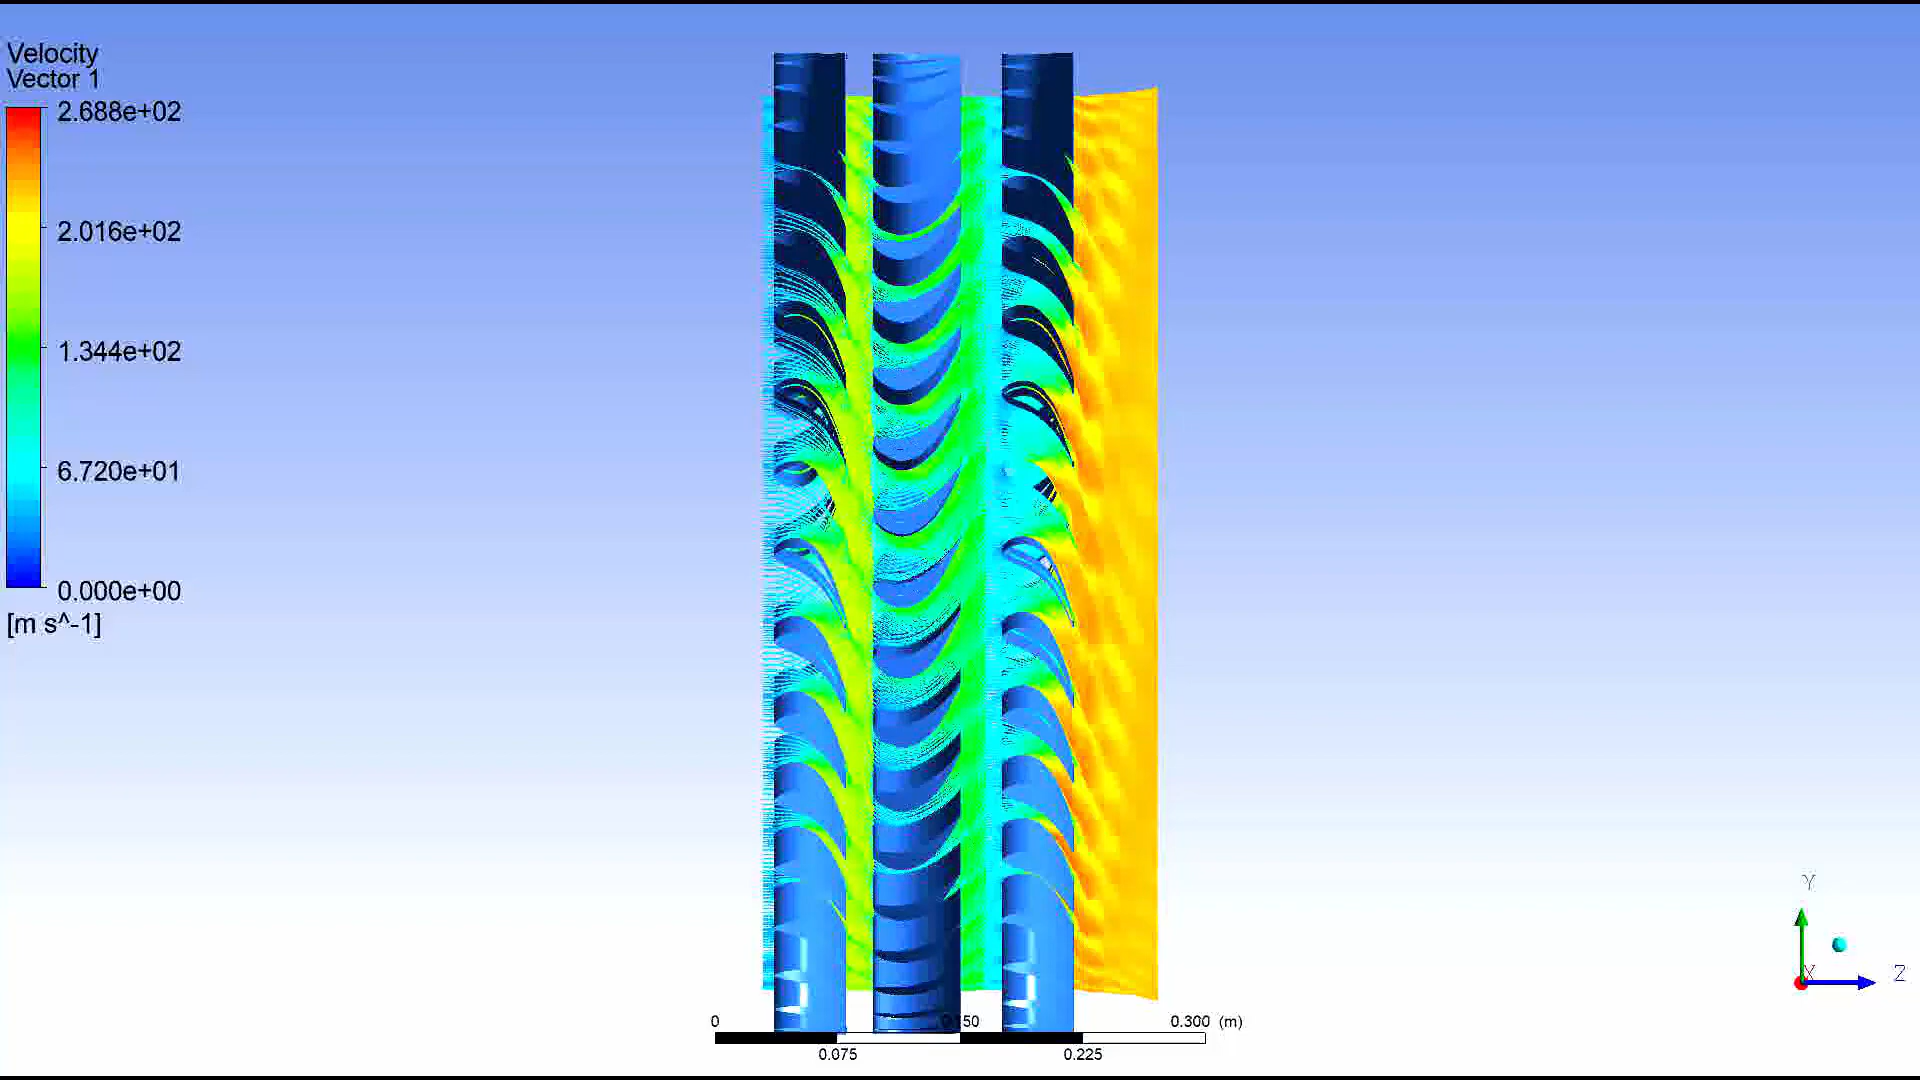 Velocity
Vector 1
2.688e+02
2.016e+02
1.344e+02
6.720e+01
0.000e+00
[m s^-1]
Y
X
Z
0
0.300 (m)
0.075
0.225